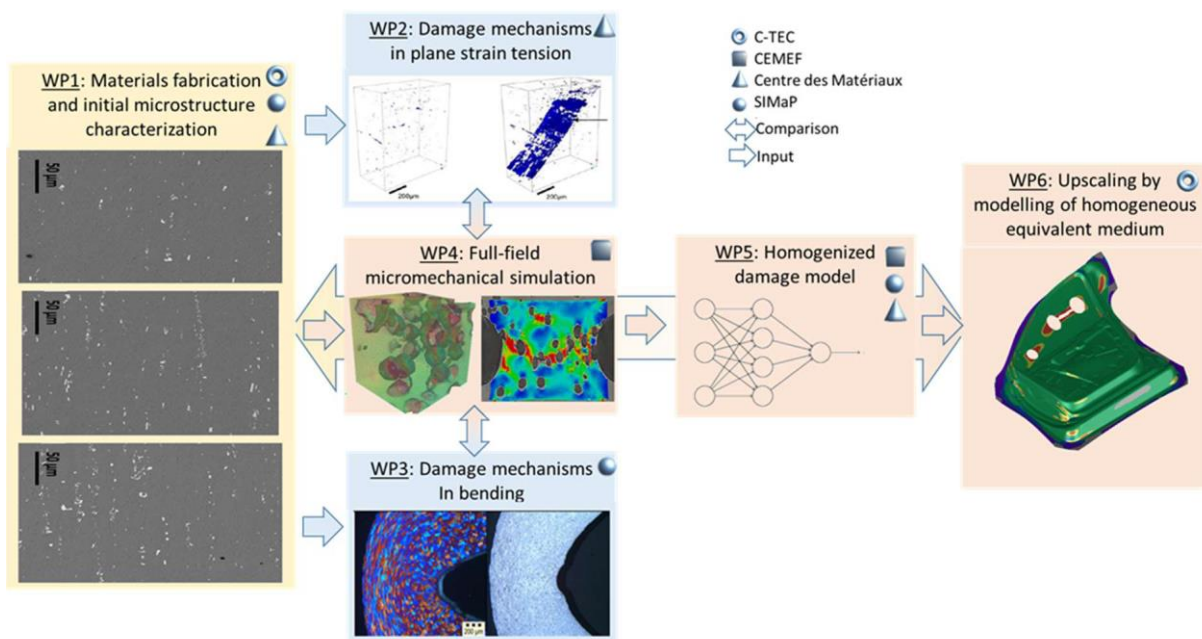 WP1: Materials fabrication
and initial microstructure
characterization
50 µm
50 µm
50 µm
WP2: Damage mechanisms
in plane strain tension
200µm
200µm
WP4: Full-field
micromechanical simulation
WP3: Damage mechanisms
In bending
200 µm
C-TEC
CEMEF
Centre des Matériaux
SIMaP
Comparison
Input
WP5: Homogenized
damage model
WP6: Upscaling by
modelling of homogeneous
equivalent medium